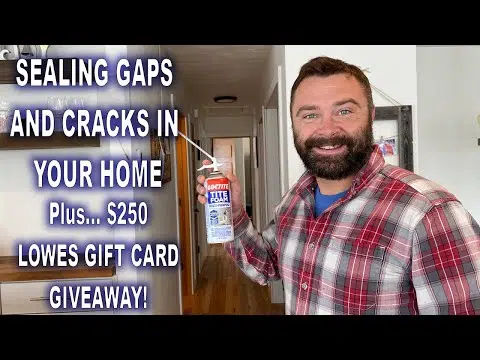 SEALING GAPS
AND CRACKS IN
YOUR HOME
Plus... $250
LOWES GIFT CARD
GIVEAWAY!
LOCTITE
TITE
FOAM